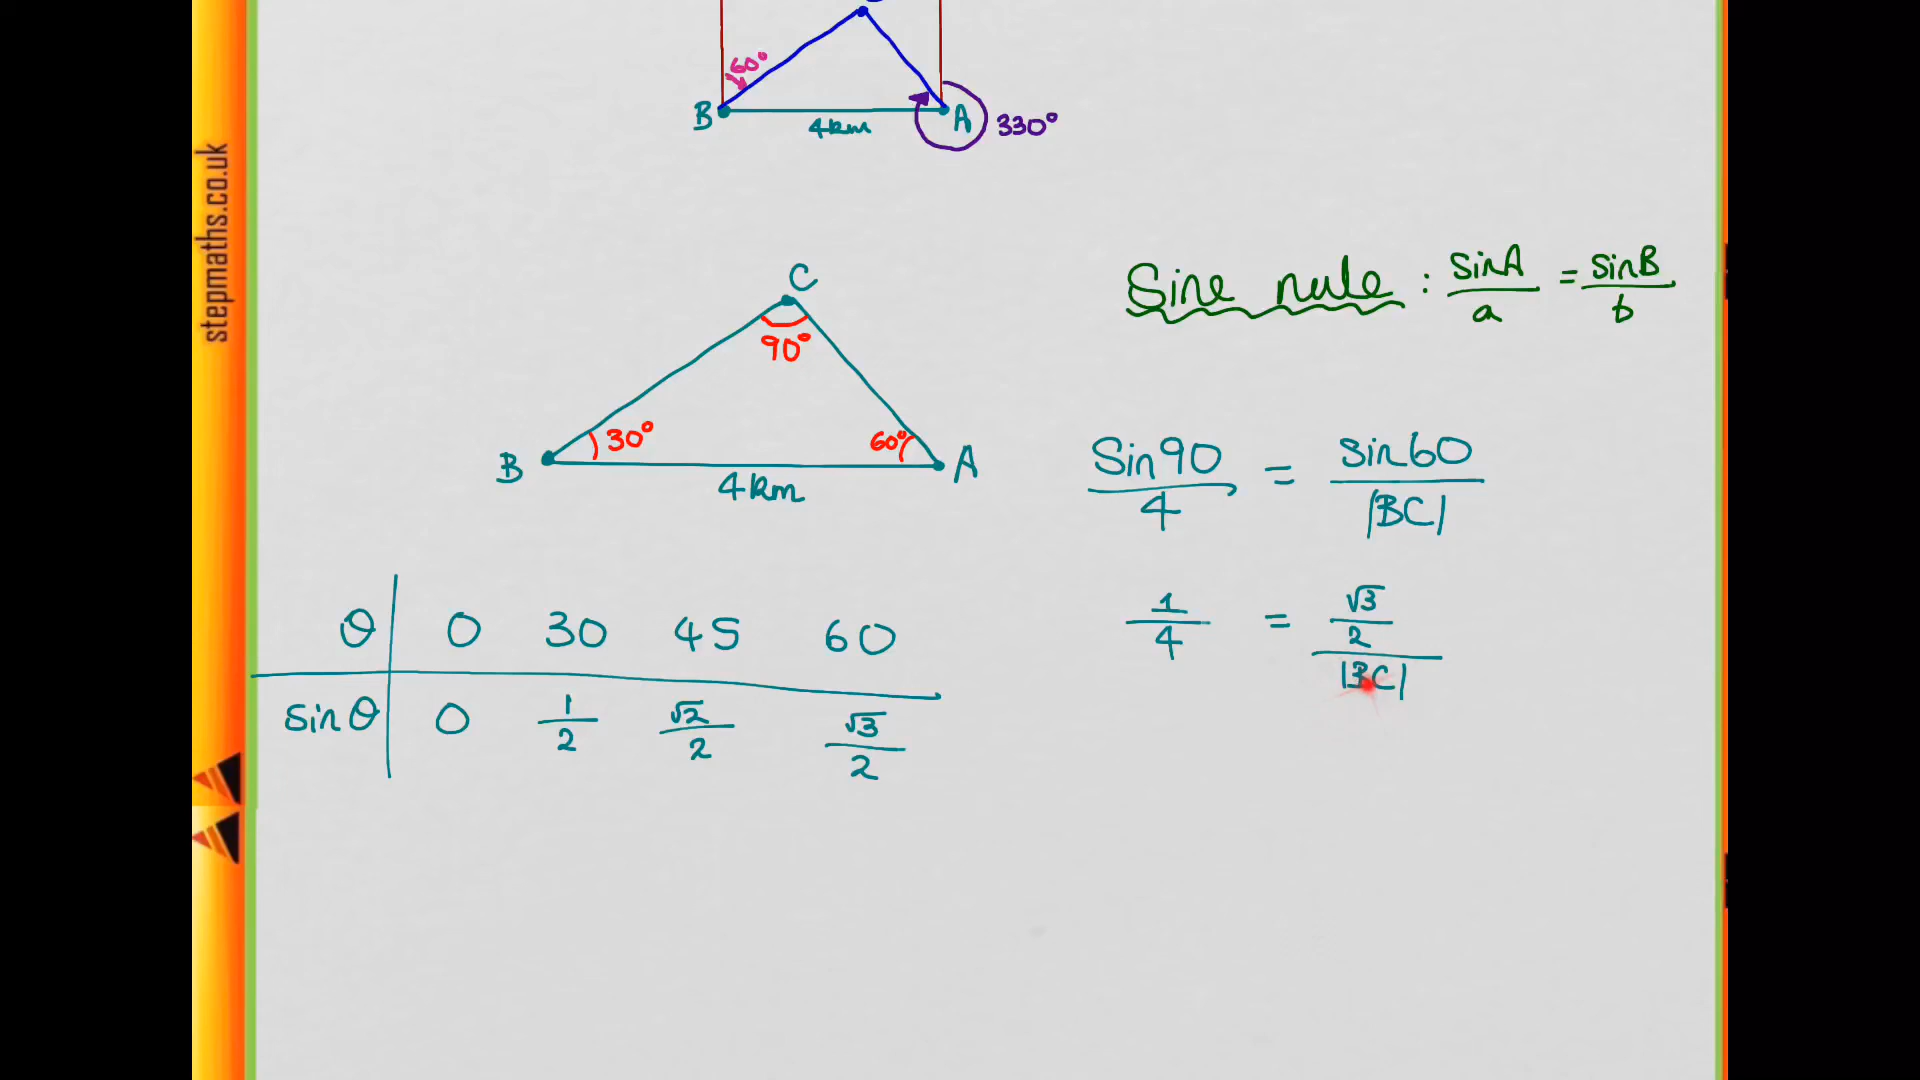 stepmaths.co.uk
60°
B
4km
A
330°
C
90°
B
30°
60°
A
4km
Sine rule : sinA/a = sinB/b
Sin90/4 = sin60/|BC|
1/4 = √3/2/|BC|
θ 0 30 45 60
sinθ 0 1/2 √2/2 √3/2